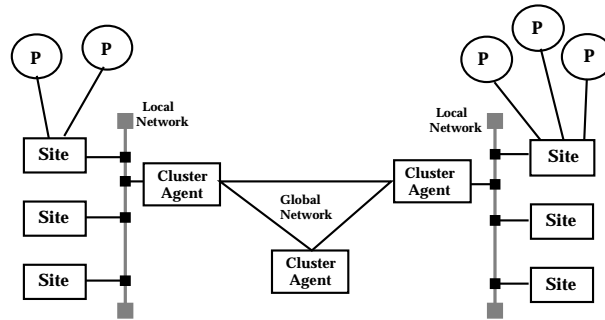 P
P
P
P
P
Local
Network
Local
Network
Site
Cluster
Agent
Cluster
Agent
Site
Global
Network
Site
Site
Cluster
Agent
Site
Site